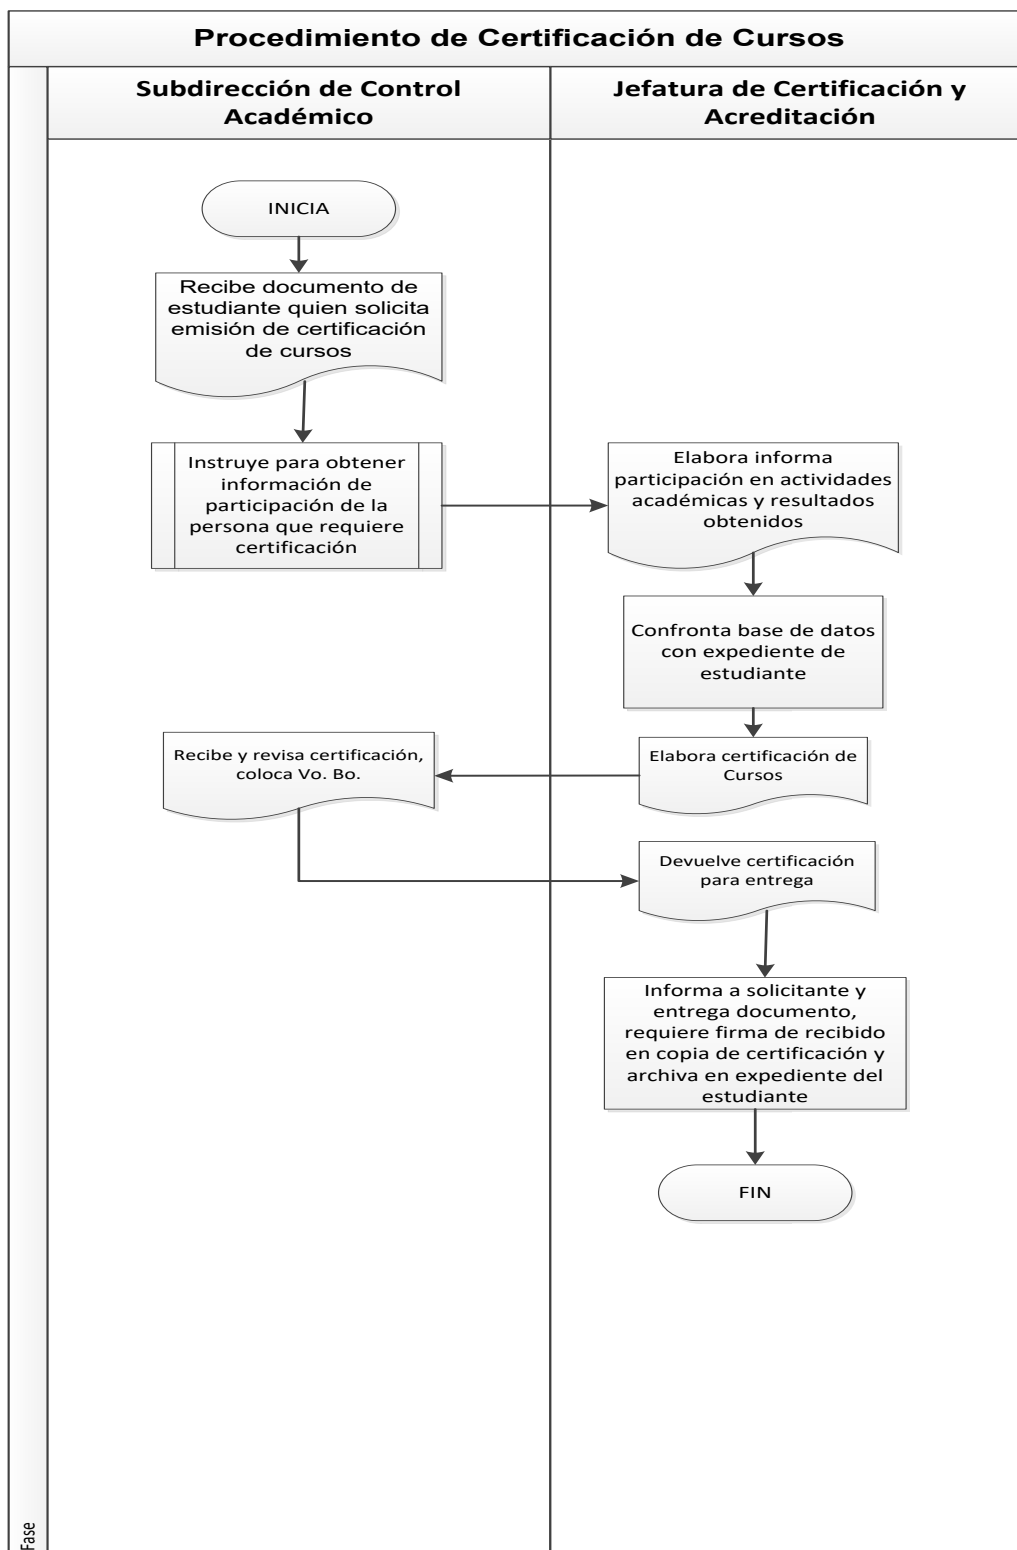 Procedimiento de Certificación de Cursos
Subdirección de Control
Académico
Jefatura de Certificación y
Acreditación
INICIA
Recibe documento de
estudiante quien solicita
emisión de certificación
de cursos
Instruye para obtener
información de
participación de la
persona que requiere
certificación
Elabora informa
participación en actividades
académicas y resultados
obtenidos
Confronta base de datos
con expediente de
estudiante
Elabora certificación de
Cursos
Recibe y revisa certificación,
coloca Vo. Bo.
Devuelve certificación
para entrega
Informa a solicitante y
entrega documento,
requiere firma de recibido
en copia de certificación y
archiva en expediente del
estudiante
FIN
Fase